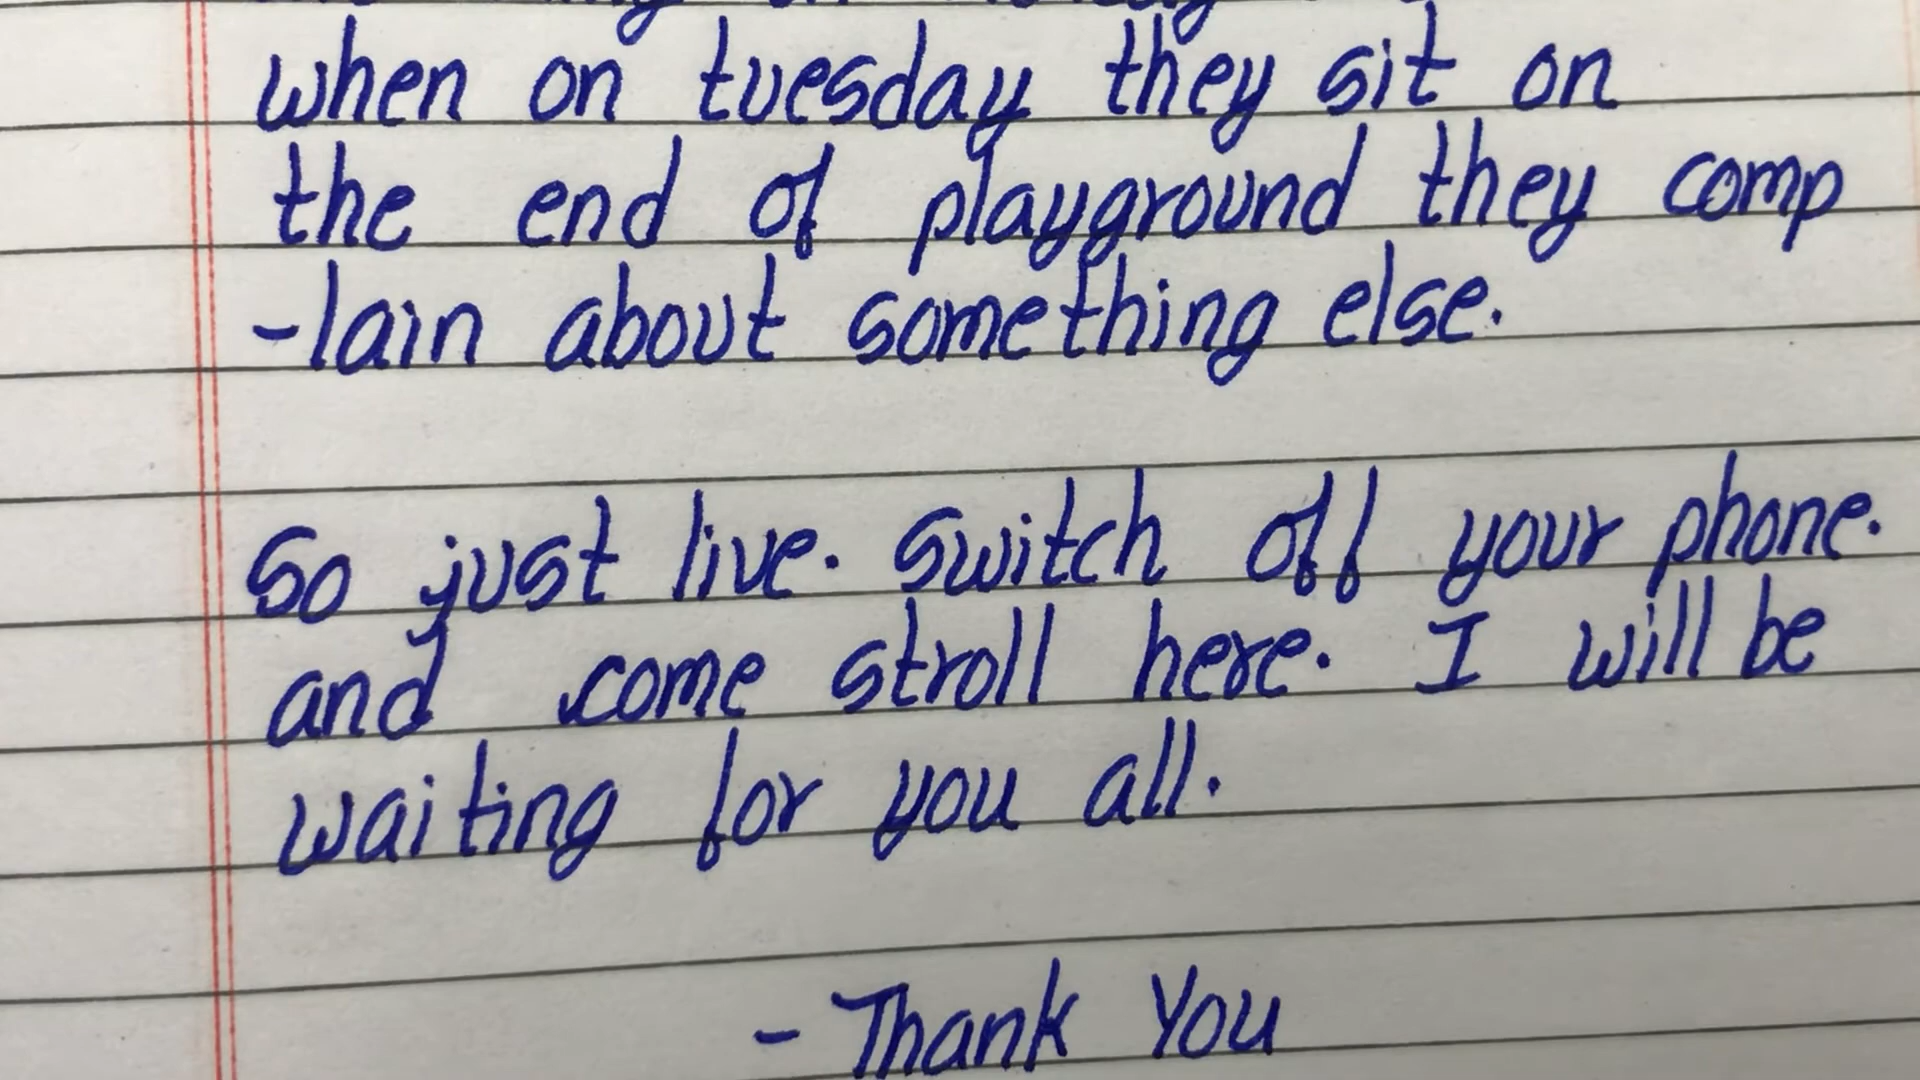 when on tuesday they sit on
the end of playground they comp
-lain about something else.
So just live. Switch off your phone.
and come stroll here. I will be
waiting for you all.
- Thank You